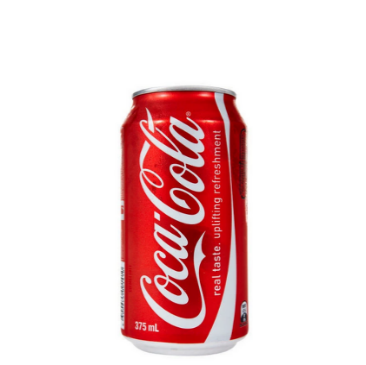 Coca-Cola®
real taste. uplifting refreshment
375 mL